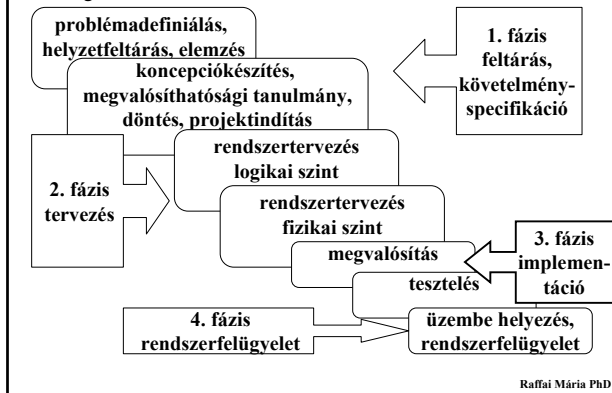 problémadefiniálás,
helyzetfeltárás, elemzés
1. fázis
feltárás,
követelmény-
specifikáció
koncepciókészítés,
megvalósíthatósági tanulmány,
döntés, projektindítás
2. fázis
tervezés
rendszertervezés
logikai szint
rendszertervezés
fizikai szint
megvalósítás
3. fázis
implemen-
táció
tesztelés
4. fázis
rendszerfelügyelet
üzembe helyezés,
rendszerfelügyelet
Raffai Mária PhD